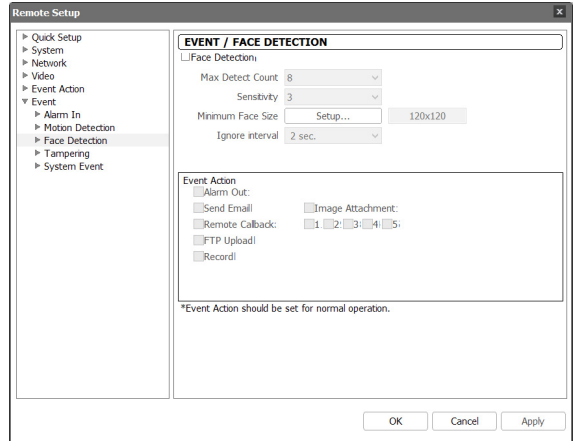 Remote Setup
Quick Setup
System
Network
Video
Event Action
Event
Alarm In
Motion Detection
Face Detection
Tampering
System Event
EVENT / FACE DETECTION
Face Detection
Max Detect Count 8
Sensitivity 3
Minimum Face Size Setup... 120x120
Ignore interval 2 sec.
Event Action
Alarm Out:
Send Email Image Attachment:
Remote Callback: 1 2 3 4 5
FTP Upload
Record
*Event Action should be set for normal operation.
OK Cancel Apply